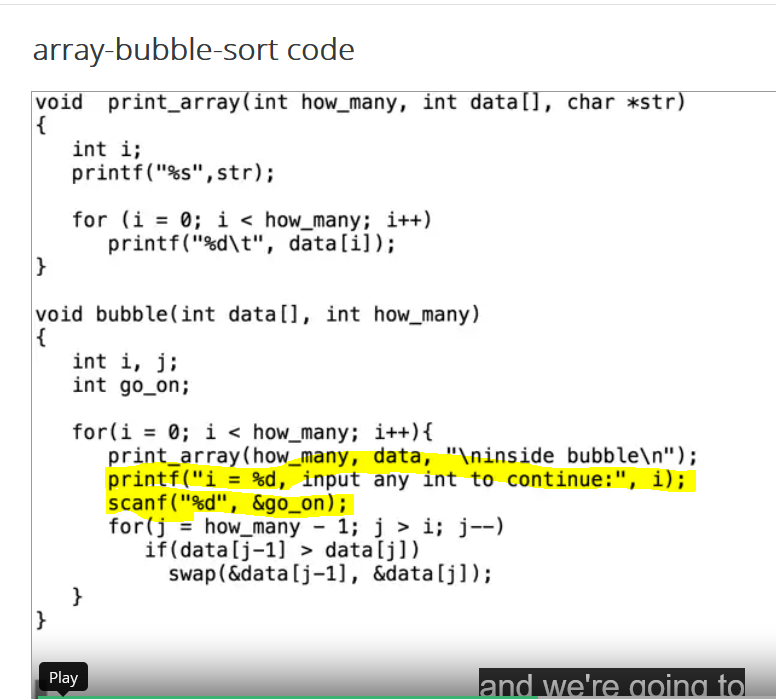 array-bubble-sort code
void  print_array(int how_many, int data[], char *str)
{
   int i;
   printf("%s",str);

   for (i = 0; i < how_many; i++)
      printf("%d\t", data[i]);
}

void bubble(int data[], int how_many)
{
   int i, j;
   int go_on;

   for(i = 0; i < how_many; i++){
      print_array(how_many, data, "\ninside bubble\n");
      printf("i = %d, input any int to continue:", i);
      scanf("%d", &go_on);
      for(j = how_many - 1; j > i; j--)
         if(data[j-1] > data[j])
           swap(&data[j-1], &data[j]);
   }
}
Play
and we're going to